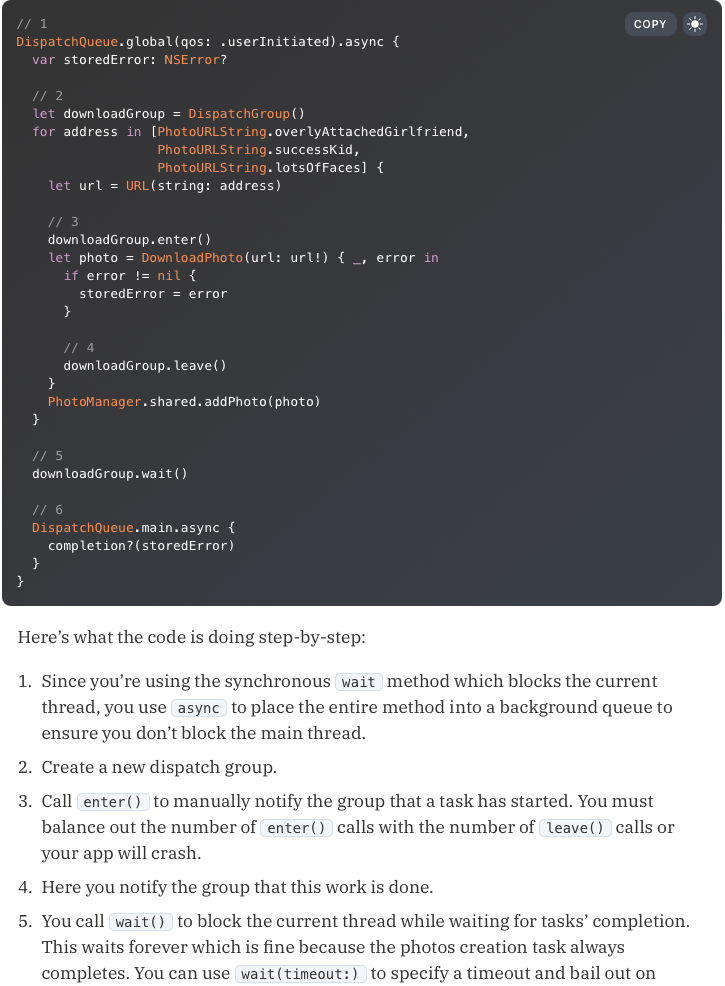 // 1
COPY
DispatchQueue.global(qos: .userInitiated).async {
  var storedError: NSError?

  // 2
  let downloadGroup = DispatchGroup()
  for address in [PhotoURLString.overlyAttachedGirlfriend,
                  PhotoURLString.successKid,
                  PhotoURLString.lotsOfFaces] {
    let url = URL(string: address)

    // 3
    downloadGroup.enter()
    let photo = DownloadPhoto(url: url!) { _, error in
      if error != nil {
        storedError = error
      }

      // 4
      downloadGroup.leave()
    }
    PhotoManager.shared.addPhoto(photo)
  }

  // 5
  downloadGroup.wait()

  // 6
  DispatchQueue.main.async {
    completion?(storedError)
  }
}
Here’s what the code is doing step-by-step:
1. Since you’re using the synchronous wait method which blocks the current
thread, you use async to place the entire method into a background queue to
ensure you don’t block the main thread.
2. Create a new dispatch group.
3. Call enter() to manually notify the group that a task has started. You must
balance out the number of enter() calls with the number of leave() calls or
your app will crash.
4. Here you notify the group that this work is done.
5. You call wait() to block the current thread while waiting for tasks’ completion.
This waits forever which is fine because the photos creation task always
completes. You can use wait(timeout:) to specify a timeout and bail out on